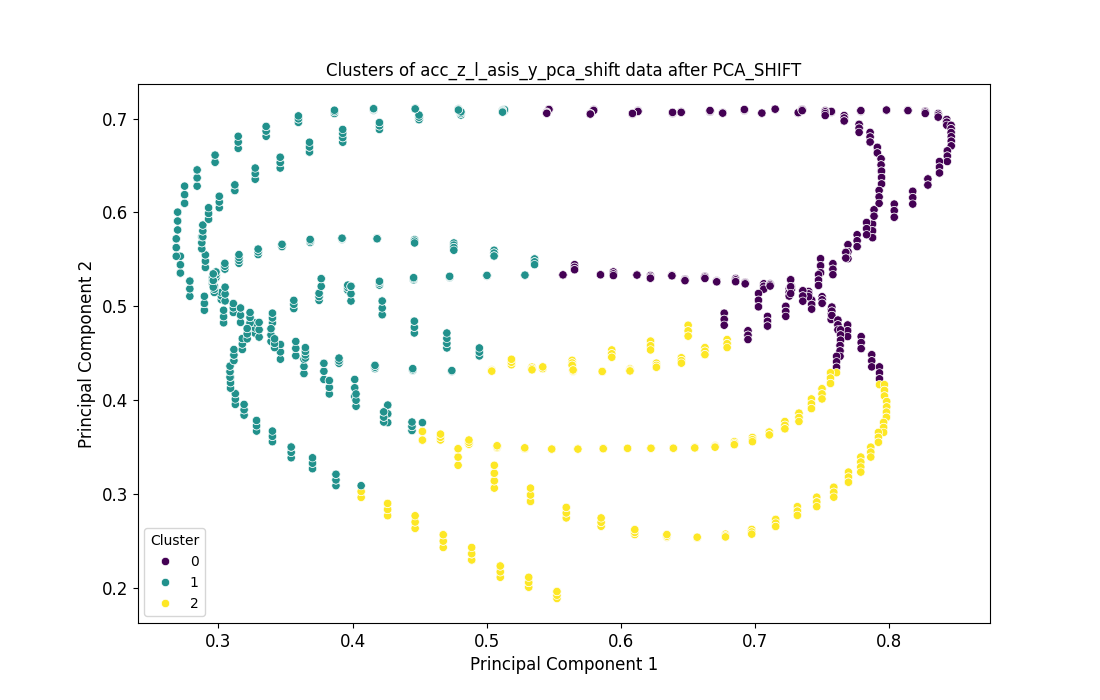 Clusters of acc_z_l_asis_y_pca_shift data after PCA_SHIFT
Principal Component 2
0.7
0.6
0.5
0.4
0.3
0.2
Cluster
0
1
2
0.3 0.4 0.5 0.6 0.7 0.8
Principal Component 1